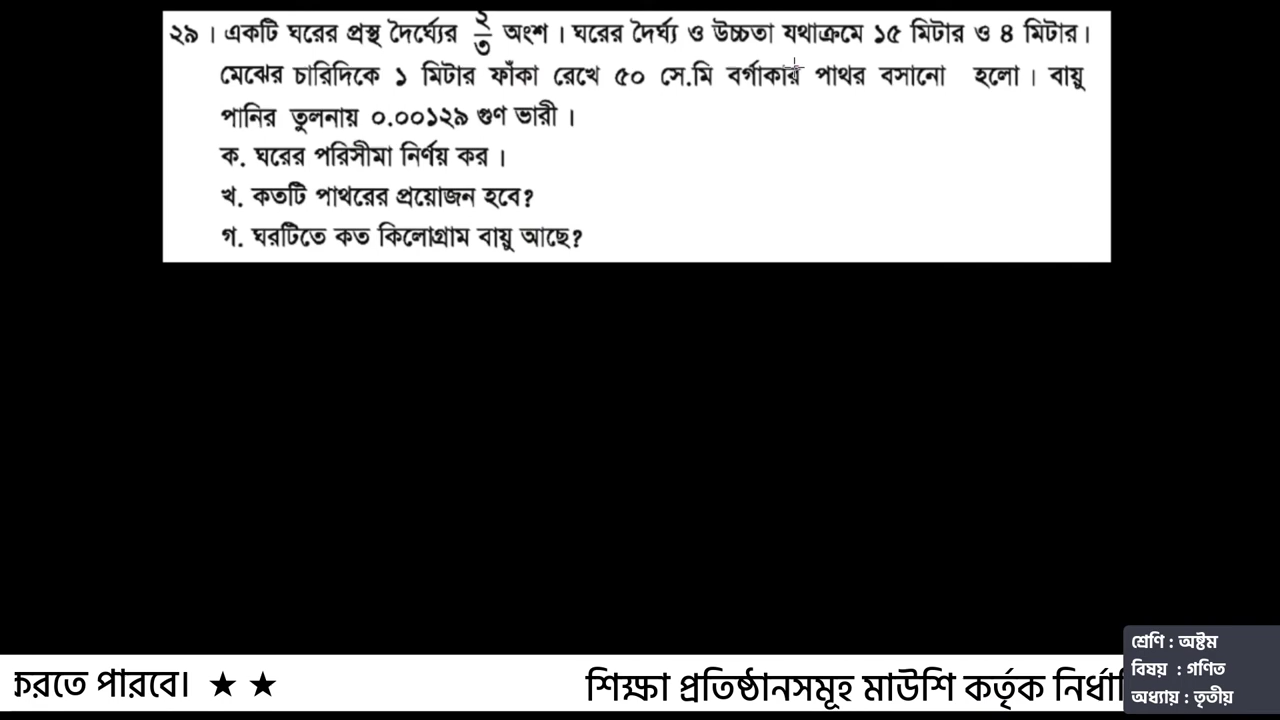 ২৯। একটি ঘরের প্রস্থ দৈর্ঘ্যের ২/৩ অংশ। ঘরের দৈর্ঘ্য ও উচ্চতা যথাক্রমে ১৫ মিটার ও ৪ মিটার।
মেঝের চারিদিকে ১ মিটার ফাঁকা রেখে ৫০ সে.মি বর্গাকার পাথর বসানো হলো। বায়ু
পানির তুলনায় ০.০০১২৯ গুণ ভারী।
ক. ঘরের পরিসীমা নির্ণয় কর।
খ. কতটি পাথরের প্রয়োজন হবে?
গ. ঘরটিতে কত কিলোগ্রাম বায়ু আছে?
শ্রেণি : অষ্টম
বিষয় : গণিত
অধ্যায় : তৃতীয়
করতে পারবে। ★ ★ শিক্ষা প্রতিষ্ঠানসমূহ মাউশি কর্তৃক